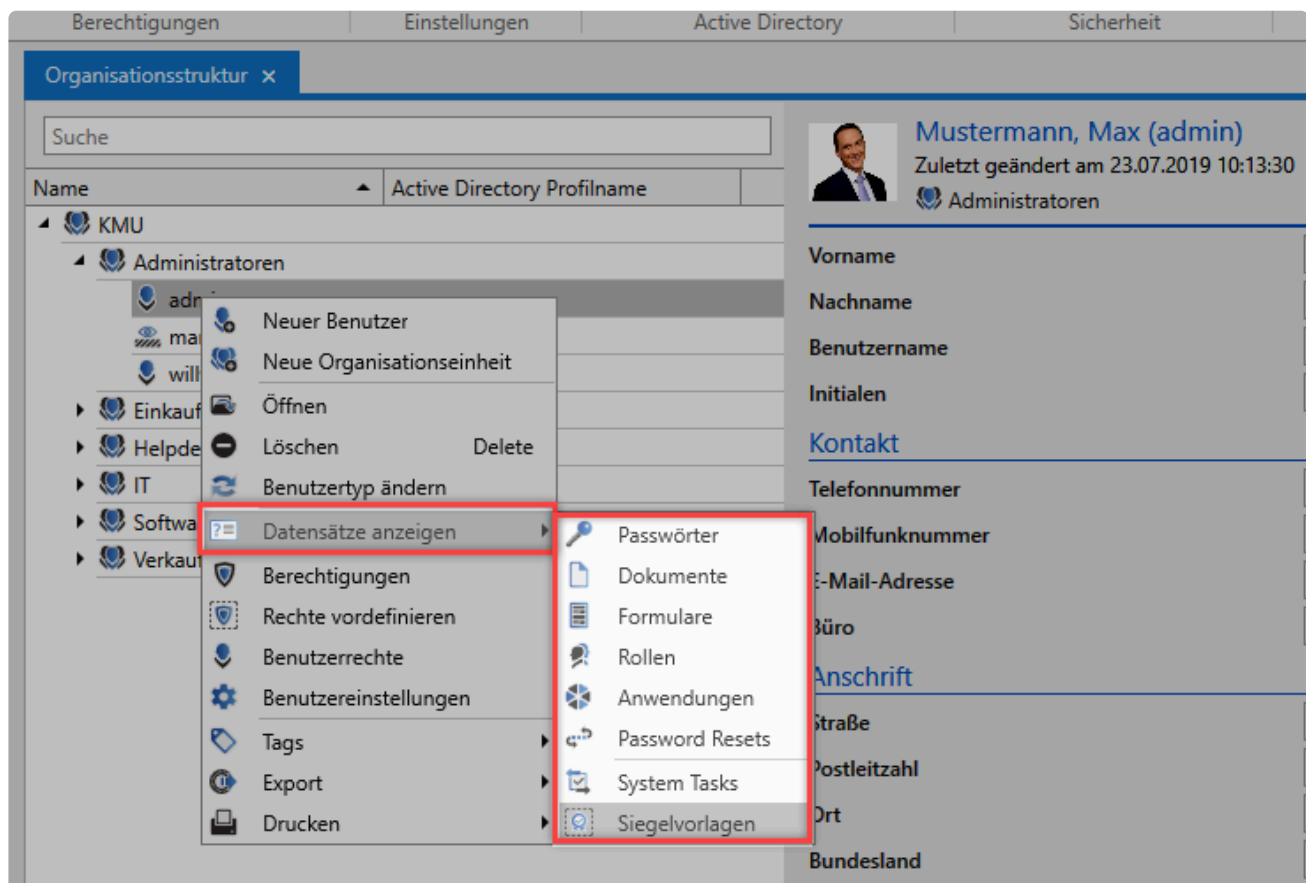 Berechtigungen Einstellungen Active Directory Sicherheit
Organisationsstruktur ×
Suche
Name Active Directory Profilname
KMU
Administratoren
Einkauf
IT
Neuer Benutzer
Neue Organisationseinheit
Öffnen
Löschen Delete
Benutzertyp ändern
Datensätze anzeigen
Berechtigungen
Rechte vordefinieren
Benutzerrechte
Benutzereinstellungen
Tags
Export
Drucken
Passwörter
Dokumente
Formulare
Rollen
Anwendungen
Password Resets
System Tasks
Siegelvorlagen
Mustermann, Max (admin)
Zuletzt geändert am 23.07.2019 10:13:30
Administratoren
Vorname
Nachname
Benutzername
Initialen
Kontakt
Telefonnummer
Mobilfunknummer
E-Mail-Adresse
Büro
Anschrift
Straße
Postleitzahl
Ort
Bundesland